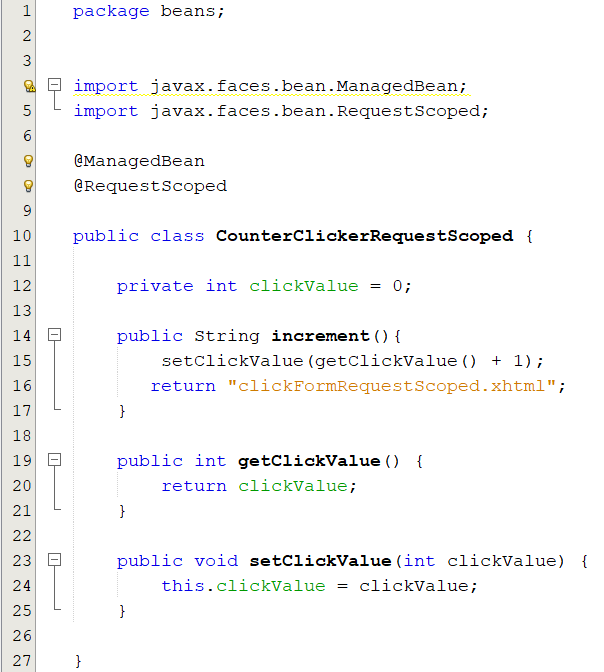 1 package beans;
2
3
import javax.faces.bean.ManagedBean;
5 import javax.faces.bean.RequestScoped;
6
@ManagedBean
@RequestScoped
9
10 public class CounterClickerRequestScoped {
11
12     private int clickValue = 0;
13
14     public String increment(){
15         setClickValue(getClickValue() + 1);
16        return "clickFormRequestScoped.xhtml";
17     }
18
19     public int getClickValue() {
20         return clickValue;
21     }
22
23     public void setClickValue(int clickValue) {
24         this.clickValue = clickValue;
25     }
26
27 }